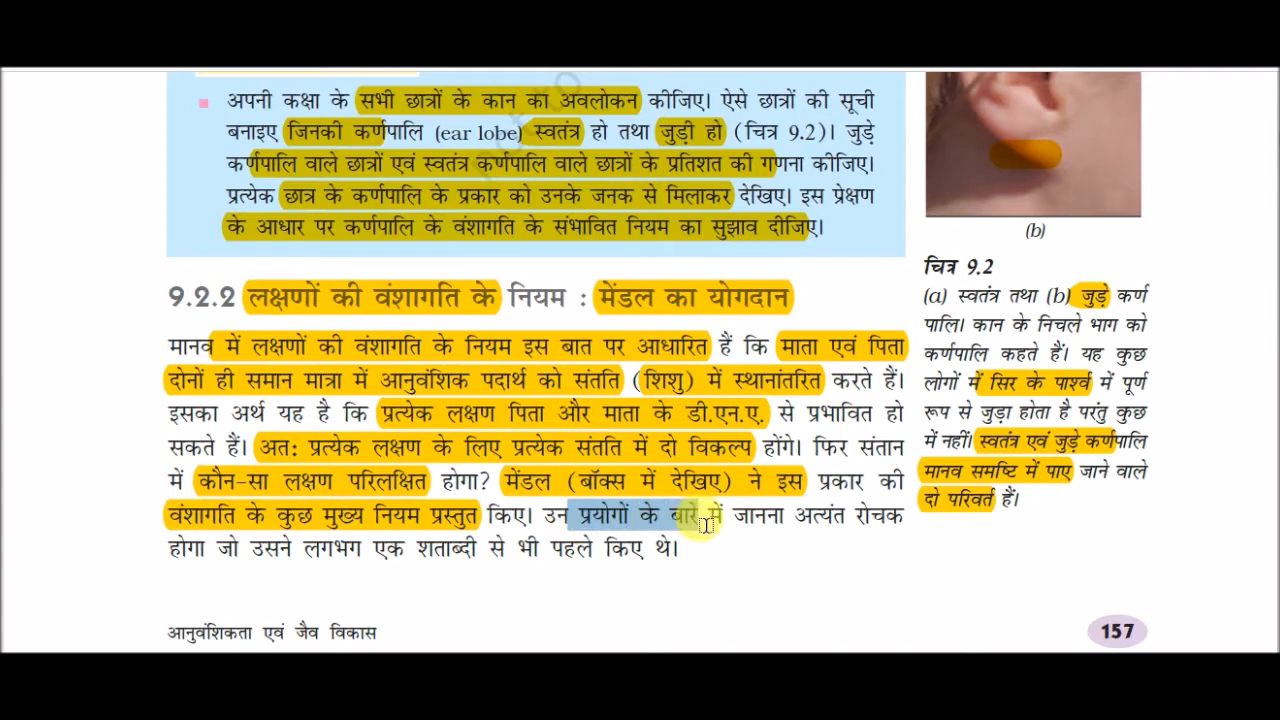 अपनी कक्षा के सभी छात्रों के कान का अवलोकन कीजिए। ऐसे छात्रों की सूची
बनाइए जिनकी कर्णपालि (ear lobe) स्वतंत्र हो तथा जुड़ी हो (चित्र 9.2)। जुड़े
कर्णपालि वाले छात्रों एवं स्वतंत्र कर्णपालि वाले छात्रों के प्रतिशत की गणना कीजिए।
प्रत्येक छात्र के कर्णपालि के प्रकार को उनके जनक से मिलाकर देखिए। इस प्रेक्षण
के आधार पर कर्णपालि के वंशागति के संभावित नियम का सुझाव दीजिए।
9.2.2 लक्षणों की वंशागति के नियम : मेंडल का योगदान
मानव में लक्षणों की वंशागति के नियम इस बात पर आधारित हैं कि माता एवं पिता
दोनों ही समान मात्रा में आनुवंशिक पदार्थ को संतति (शिशु) में स्थानांतरित करते हैं।
इसका अर्थ यह है कि प्रत्येक लक्षण पिता और माता के डी.एन.ए. से प्रभावित हो
सकते हैं। अत: प्रत्येक लक्षण के लिए प्रत्येक संतति में दो विकल्प होंगे। फिर संतान
में कौन-सा लक्षण परिलक्षित होगा? मेंडल (बॉक्स में देखिए) ने इस प्रकार की
वंशागति के कुछ मुख्य नियम प्रस्तुत किए। उन प्रयोगों के बारे में जानना अत्यंत रोचक
होगा जो उसने लगभग एक शताब्दी से भी पहले किए थे।
(b)
चित्र 9.2
(a) स्वतंत्र तथा (b) जुड़े कर्ण
पालि। कान के निचले भाग को
कर्णपालि कहते हैं। यह कुछ
लोगों में सिर के पार्श्व में पूर्ण
रूप से जुड़ा होता है परंतु कुछ
में नहीं। स्वतंत्र एवं जुड़े कर्णपालि
मानव समष्टि में पाए जाने वाले
दो परिवर्त हैं।
आनुवंशिकता एवं जैव विकास
157